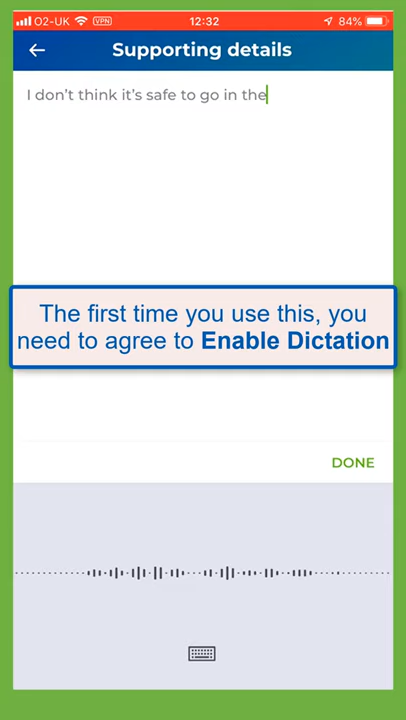 O2-UK VPN 12:32 84%
Supporting details
I don't think it's safe to go in the
The first time you use this, you
need to agree to Enable Dictation
DONE